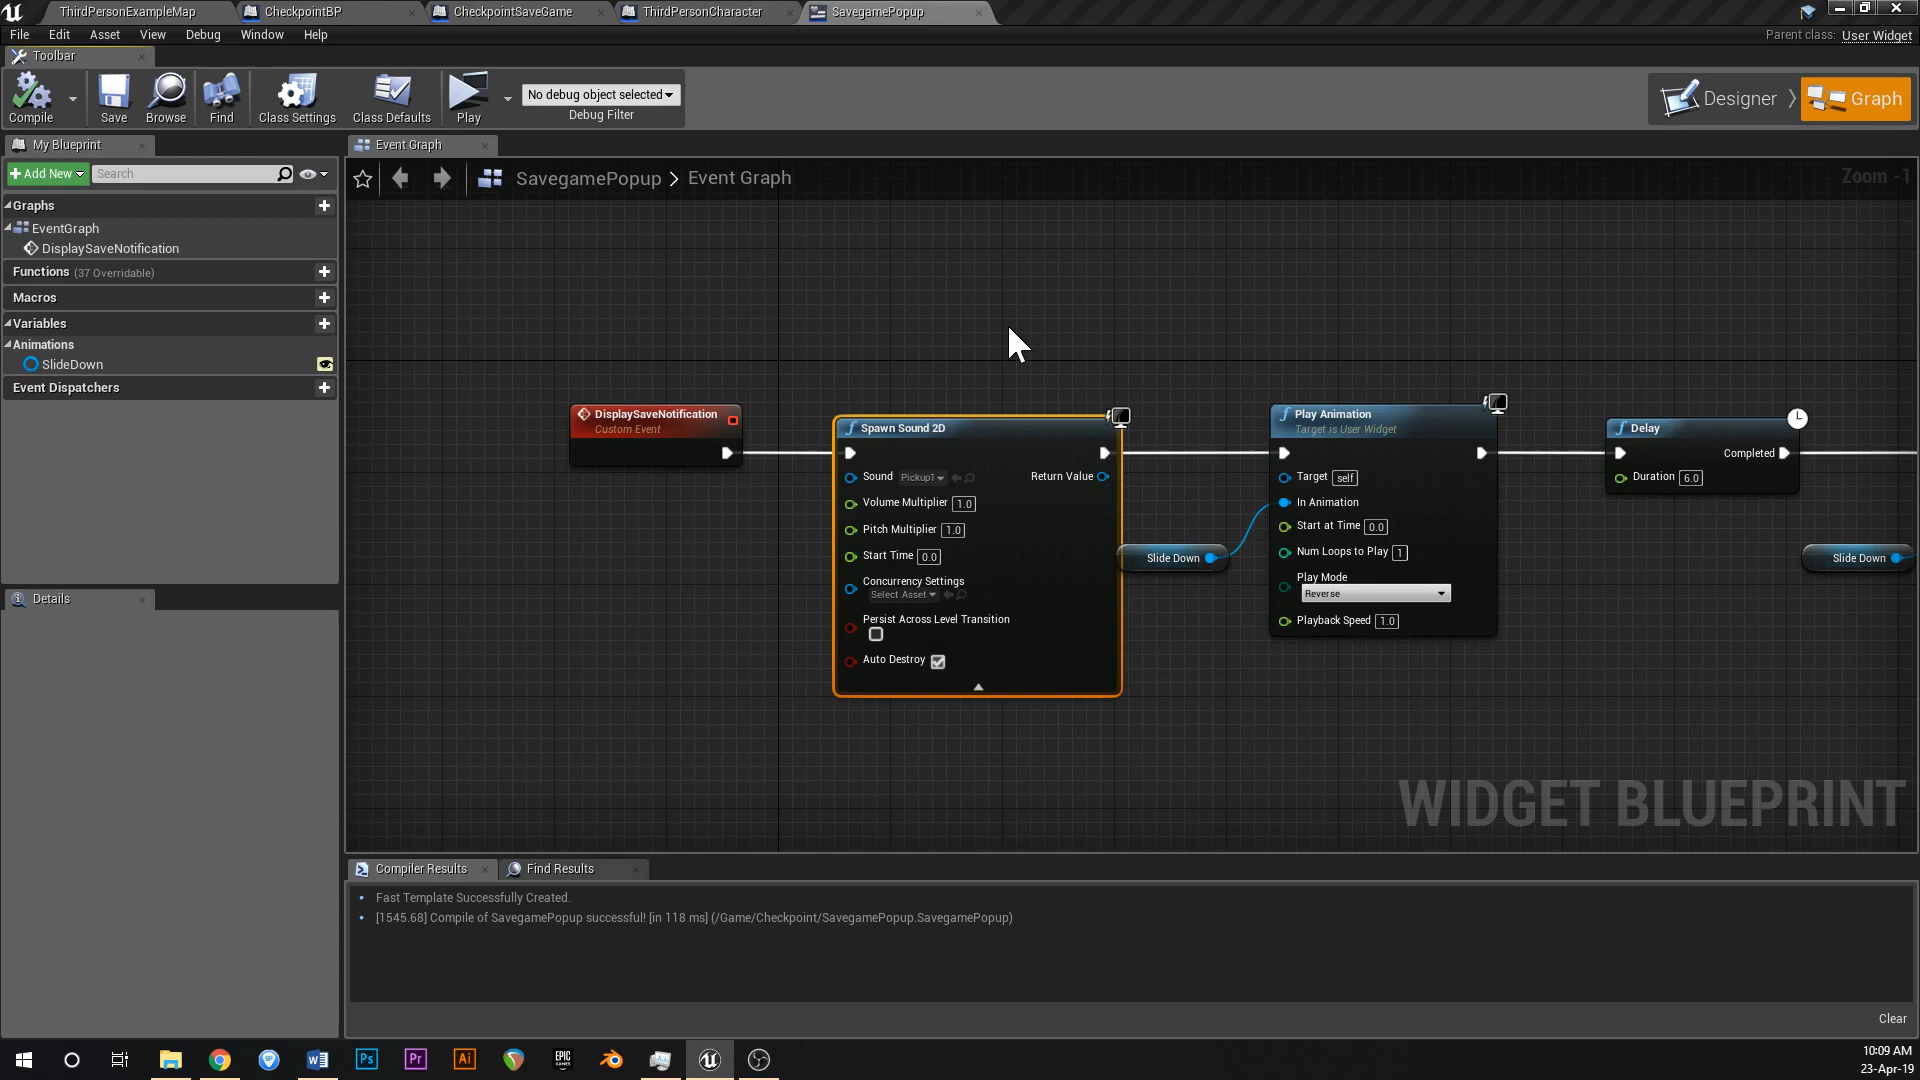 ThirdPersonExampleMap
CheckpointBP
CheckpointSaveGame
ThirdPersonCharacter
SavegamePopup
File
Edit
Asset
View
Debug
Window
Help
Parent class: User Widget
Toolbar
Compile
Save
Browse
Find
Class Settings
Class Defaults
Play
No debug object selected
Debug Filter
Designer
Graph
My Blueprint
Add New
Search
Graphs
EventGraph
DisplaySaveNotification
Functions (37 Overridable)
Macros
Variables
Animations
SlideDown
Event Dispatchers
Details
Event Graph
SavegamePopup > Event Graph
Zoom -1
DisplaySaveNotification
Custom Event
Spawn Sound 2D
Sound Pickup1
Return Value
Volume Multiplier 1.0
Pitch Multiplier 1.0
Start Time 0.0
Concurrency Settings
Select Asset
Persist Across Level Transition
Auto Destroy
Slide Down
Play Animation
Target is User Widget
Target self
In Animation
Start at Time 0.0
Num Loops to Play 1
Play Mode
Reverse
Playback Speed 1.0
Delay
Completed
Duration 6.0
Slide Down
WIDGET BLUEPRINT
Compiler Results
Find Results
Fast Template Successfully Created.
[1545.68] Compile of SavegamePopup successful! [in 118 ms] (/Game/Checkpoint/SavegamePopup.SavegamePopup)
Clear
Ps
Pr
Ai
EPIC
GAMES
10:09 AM
23-Apr-19